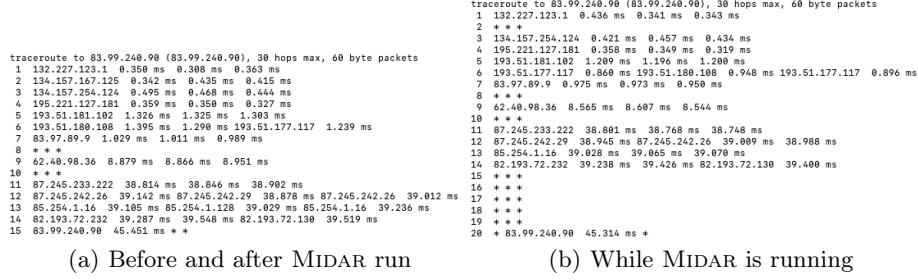 traceroute to 83.99.240.90 (83.99.240.90), 30 hops max, 60 byte packets
1 132.227.123.1 0.350 ms 0.308 ms 0.363 ms
2 134.157.167.125 0.342 ms 0.435 ms 0.415 ms
3 134.157.254.124 0.495 ms 0.468 ms 0.444 ms
4 195.221.127.181 0.359 ms 0.350 ms 0.327 ms
5 193.51.181.102 1.326 ms 1.325 ms 1.303 ms
6 193.51.180.108 1.395 ms 1.290 ms 193.51.177.117 1.239 ms
7 83.97.89.9 1.029 ms 1.011 ms 0.989 ms
8 * * *
9 62.40.98.36 8.879 ms 8.866 ms 8.951 ms
10 * * *
11 87.245.233.222 38.814 ms 38.846 ms 38.902 ms
12 87.245.242.26 39.142 ms 87.245.242.29 38.878 ms 87.245.242.26 39.012 ms
13 85.254.1.16 39.105 ms 85.254.1.128 39.029 ms 85.254.1.16 39.236 ms
14 82.193.72.232 39.287 ms 39.548 ms 82.193.72.130 39.519 ms
15 83.99.240.90 45.451 ms * *
(a) Before and after MIDAR run
traceroute to 83.99.240.90 (83.99.240.90), 30 hops max, 60 byte packets
1 132.227.123.1 0.436 ms 0.341 ms 0.343 ms
2 * * *
3 134.157.254.124 0.421 ms 0.457 ms 0.434 ms
4 195.221.127.181 0.358 ms 0.349 ms 0.319 ms
5 193.51.181.102 1.209 ms 1.196 ms 1.200 ms
6 193.51.177.117 0.860 ms 193.51.180.108 0.948 ms 193.51.177.117 0.896 ms
7 83.97.89.9 0.975 ms 0.973 ms 0.950 ms
8 * * *
9 62.40.98.36 8.565 ms 8.607 ms 8.544 ms
10 * * *
11 87.245.233.222 38.801 ms 38.768 ms 38.748 ms
12 87.245.242.29 38.945 ms 87.245.242.26 39.009 ms 38.988 ms
13 85.254.1.16 39.028 ms 39.065 ms 39.070 ms
14 82.193.72.232 39.238 ms 39.426 ms 82.193.72.130 39.400 ms
15 * * *
16 * * *
17 * * *
18 * * *
19 * * *
20 * 83.99.240.90 45.314 ms *
(b) While MIDAR is running